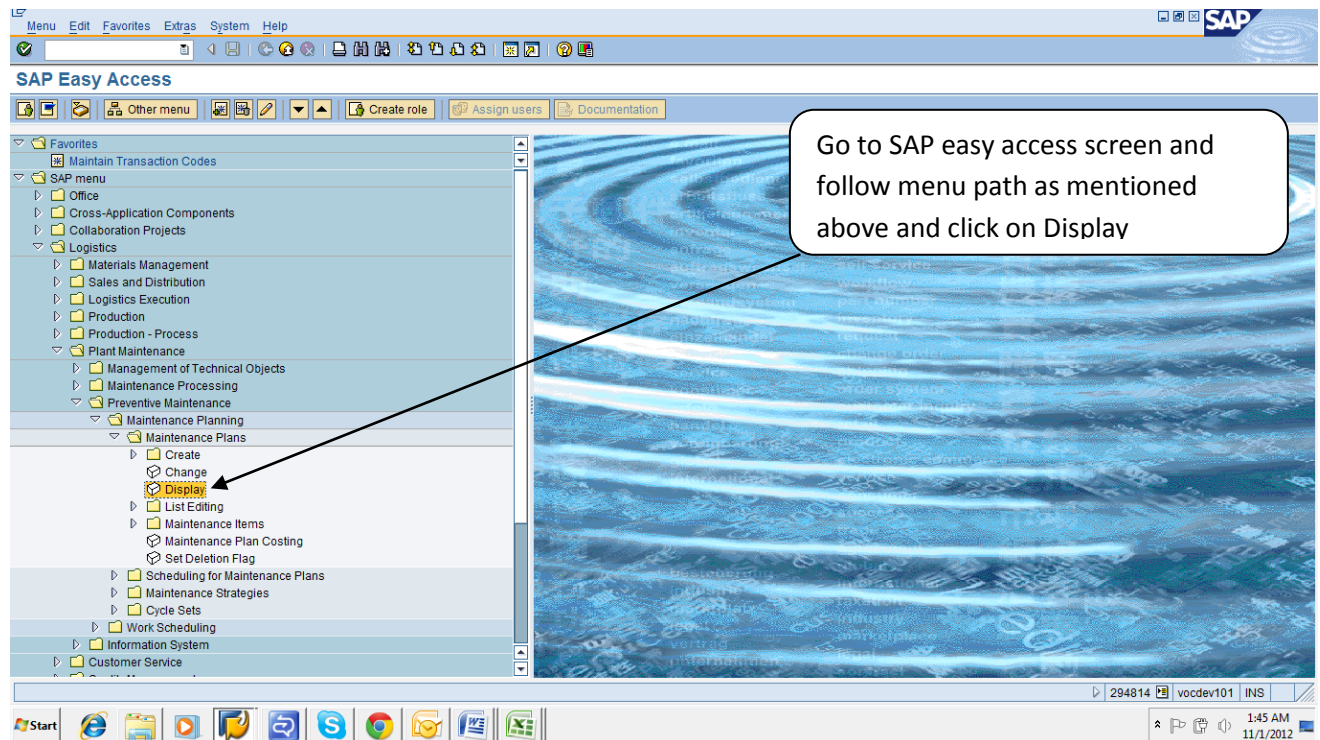 Menu Edit Favorites Extras System Help
SAP
SAP Easy Access
Other menu Create role Assign users Documentation
Favorites
Maintain Transaction Codes
SAP menu
Office
Cross-Application Components
Collaboration Projects
Logistics
Materials Management
Sales and Distribution
Logistics Execution
Production
Production - Process
Plant Maintenance
Management of Technical Objects
Maintenance Processing
Preventive Maintenance
Maintenance Planning
Maintenance Plans
Create
Change
Display
List Editing
Maintenance Items
Maintenance Plan Costing
Set Deletion Flag
Scheduling for Maintenance Plans
Maintenance Strategies
Cycle Sets
Work Scheduling
Information System
Customer Service
Go to SAP easy access screen and
follow menu path as mentioned
above and click on Display
294814 vocdev101 INS
Start
1:45 AM
11/1/2012